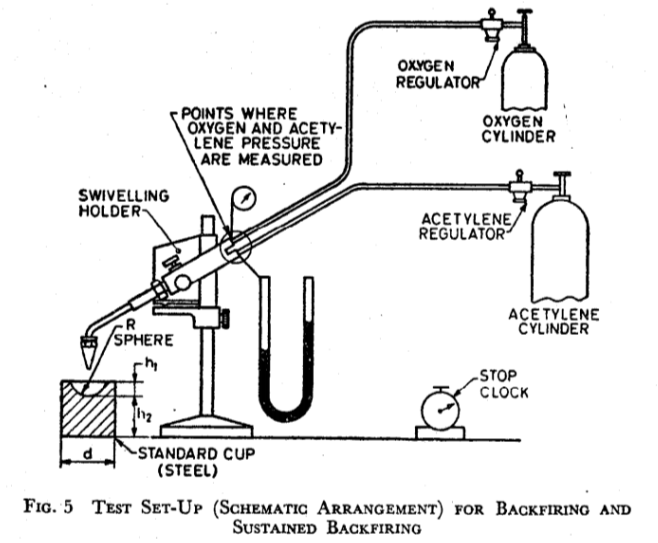 OXYGEN
REGULATOR
OXYGEN
CYLINDER
POINTS WHERE
OXYGEN AND ACETY-
LENE PRESSURE
ARE MEASURED
SWIVELLING
HOLDER
ACETYLENE
REGULATOR
ACETYLENE
CYLINDER
R
SPHERE
h1
h2
d
STANDARD CUP
(STEEL)
STOP
CLOCK
FIG. 5 TEST SET-UP (SCHEMATIC ARRANGEMENT) FOR BACKFIRING AND
SUSTAINED BACKFIRING